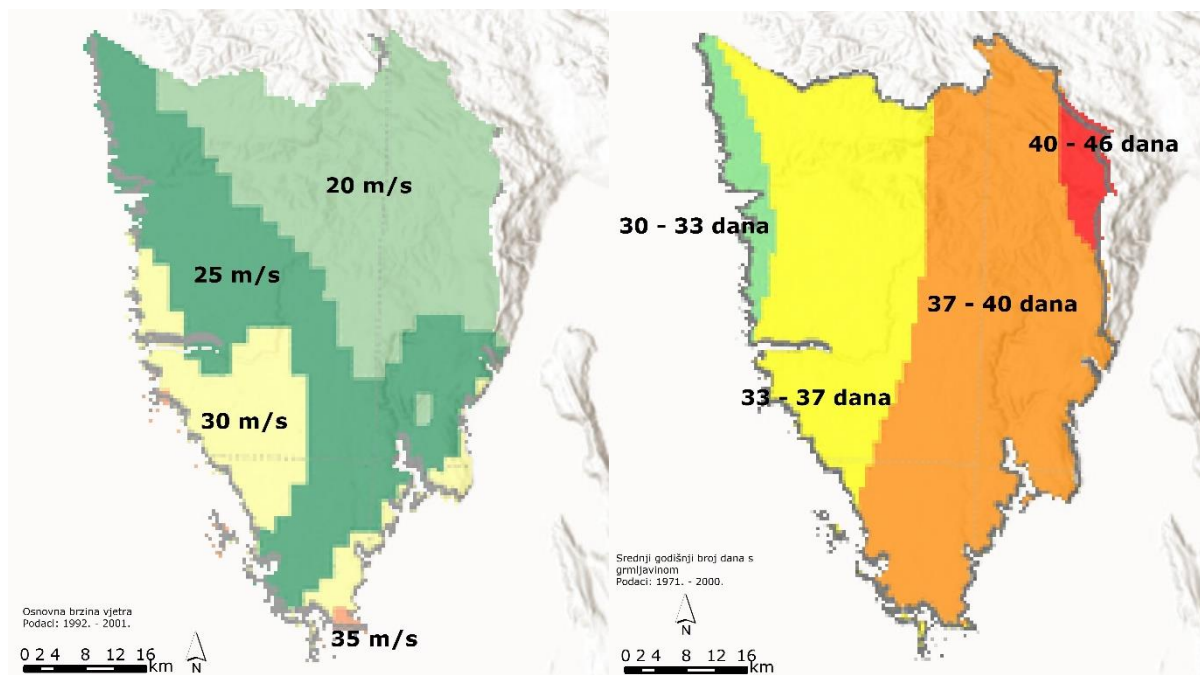 20 m/s
25 m/s
30 m/s
35 m/s
Osnovna brzina vjetra
Podaci: 1992. - 2001.
0 2 4 8 12 16
km
N
40 - 46 dana
30 - 33 dana
37 - 40 dana
33 - 37 dana
Srednji godišnji broj dana s
grmljavinom
Podaci: 1971. - 2000.
N
0 2 4 8 12 16
km